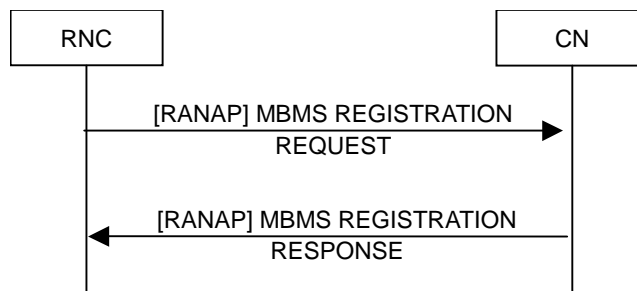 RNC
CN
[RANAP] MBMS REGISTRATION
REQUEST
[RANAP] MBMS REGISTRATION
RESPONSE